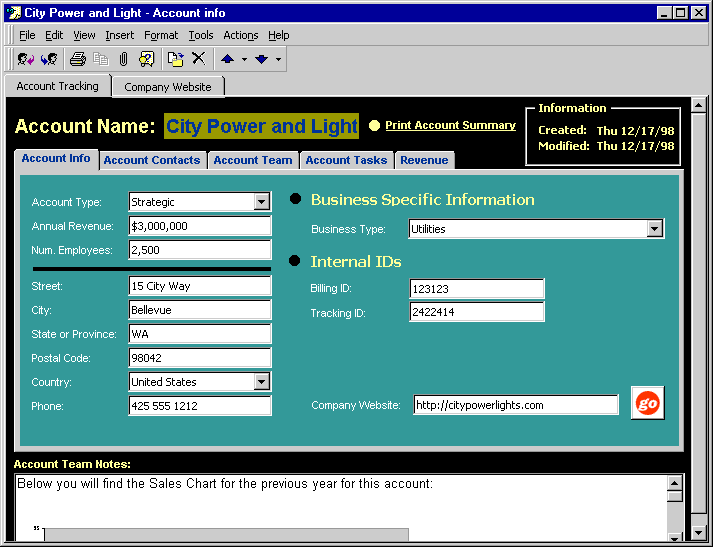 City Power and Light - Account info
File Edit View Insert Format Tools Actions Help
Account Tracking Company Website
Account Name: City Power and Light Print Account Summary
Information
Created: Thu 12/17/98
Modified: Thu 12/17/98
Account Info Account Contacts Account Team Account Tasks Revenue
Account Type: Strategic
Annual Revenue: $3,000,000
Num. Employees: 2,500
Street: 15 City Way
City: Bellevue
State or Province: WA
Postal Code: 98042
Country: United States
Phone: 425 555 1212
Business Specific Information
Business Type: Utilities
Internal IDs
Billing ID: 123123
Tracking ID: 2422414
Company Website: http://citypowerlights.com go
Account Team Notes:
Below you will find the Sales Chart for the previous year for this account: